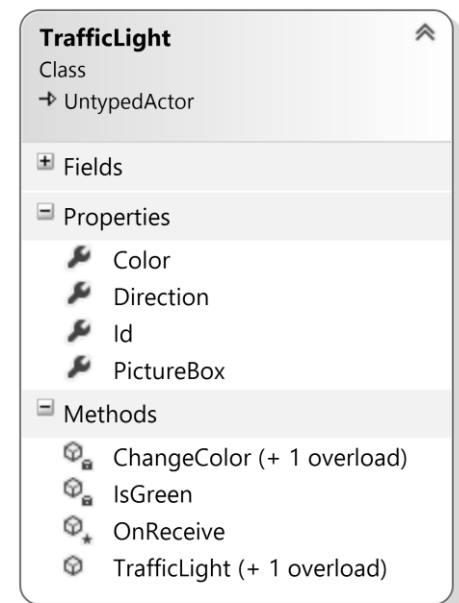 TrafficLight
Class
UntypedActor
Fields
Properties
Color
Direction
Id
PictureBox
Methods
ChangeColor (+ 1 overload)
IsGreen
OnReceive
TrafficLight (+ 1 overload)